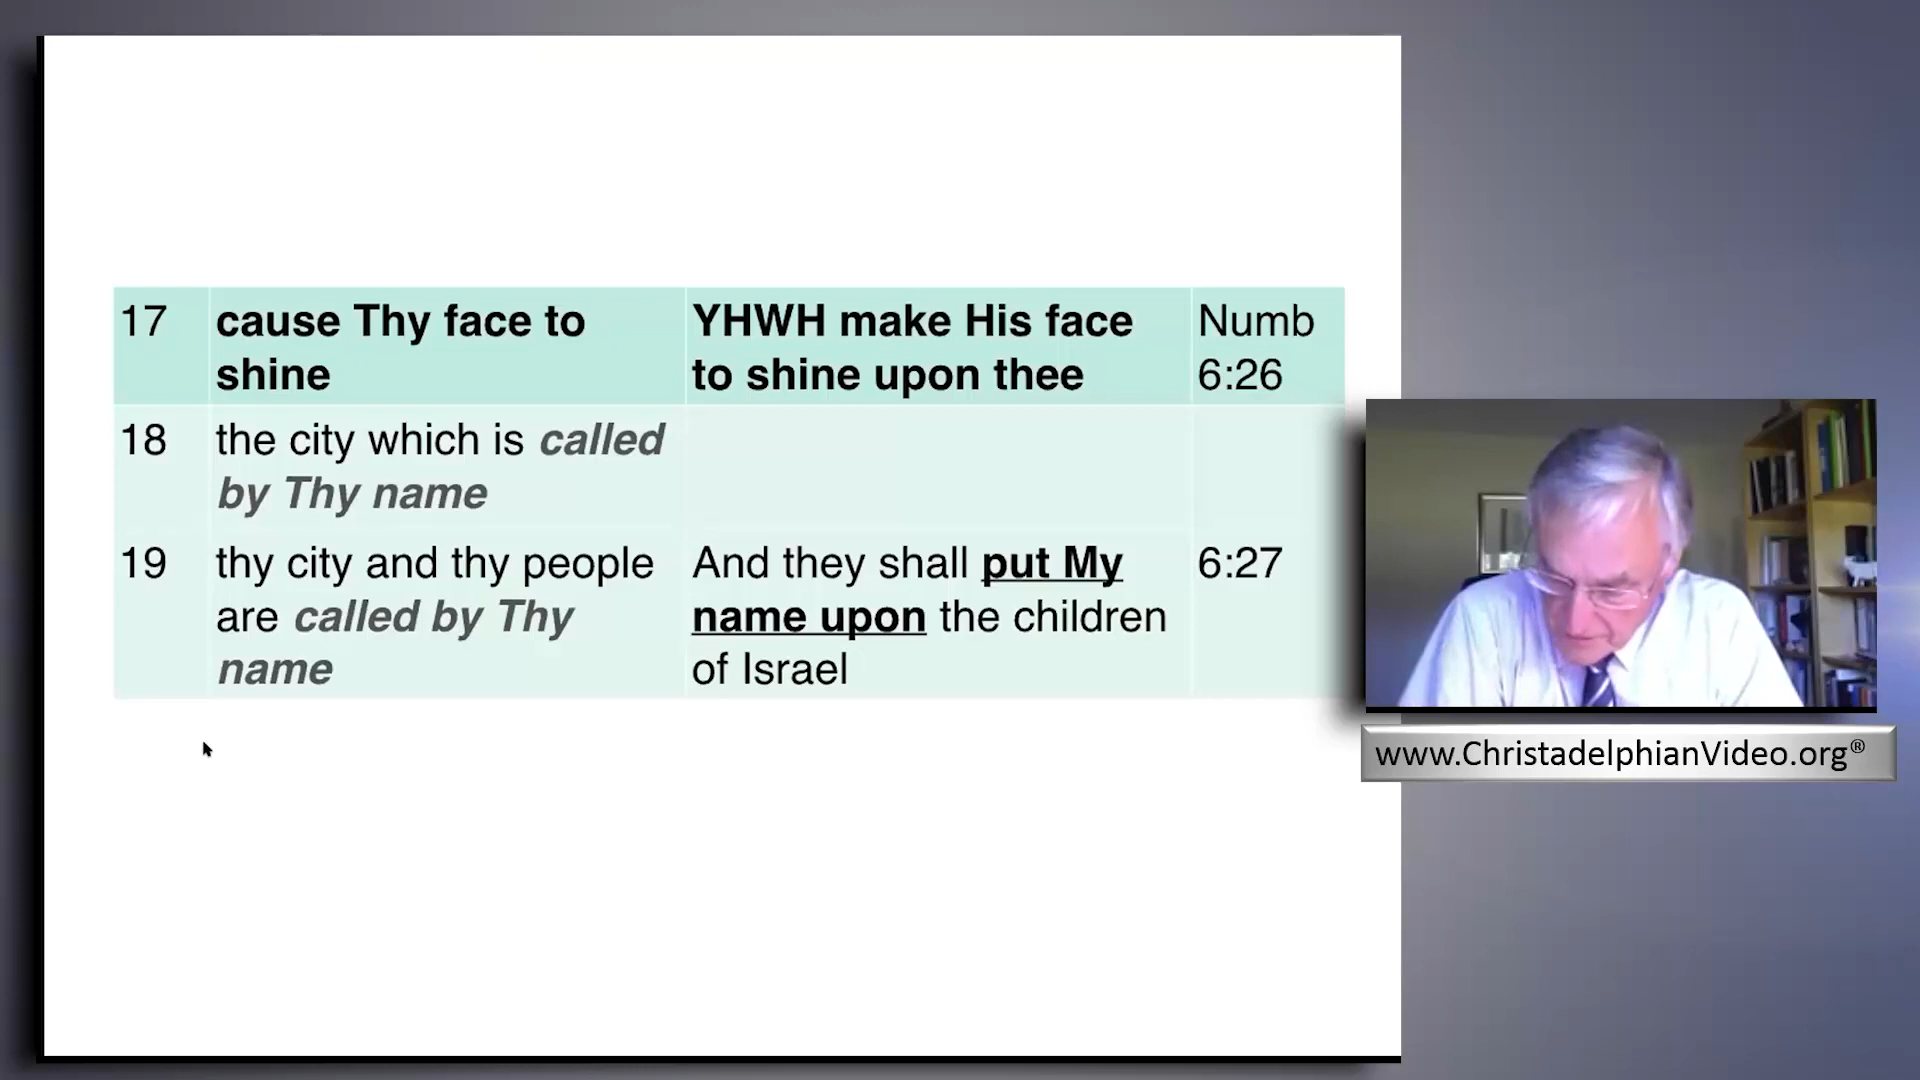 17 cause Thy face to YHWH make His face Numb
shine to shine upon thee 6:26
18 the city which is called
by Thy name
19 thy city and thy people And they shall put My 6:27
are called by Thy name upon the children
name of Israel
www.ChristadelphianVideo.org®